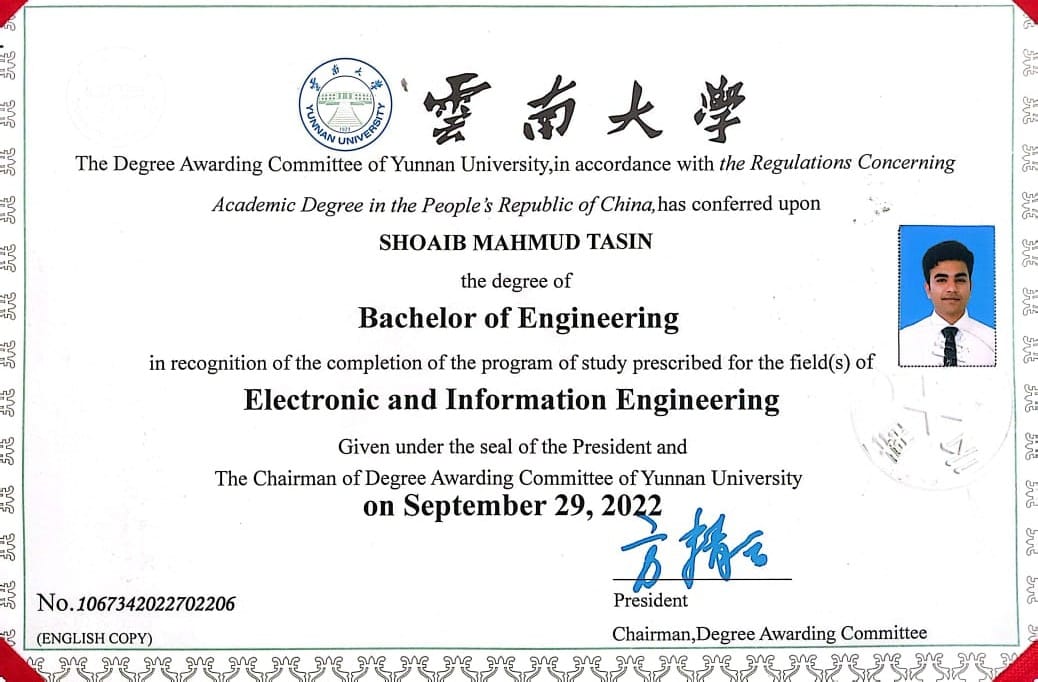 雲南大學
雲南大學
YUNNAN UNIVERSITY
1923
The Degree Awarding Committee of Yunnan University,in accordance with the Regulations Concerning
Academic Degree in the People's Republic of China,has conferred upon
SHOAIB MAHMUD TASIN
the degree of
Bachelor of Engineering
in recognition of the completion of the program of study prescribed for the field(s) of
Electronic and Information Engineering
Given under the seal of the President and
The Chairman of Degree Awarding Committee of Yunnan University
on September 29, 2022
方精云
President
No.1067342022702206
Chairman,Degree Awarding Committee
(ENGLISH COPY)